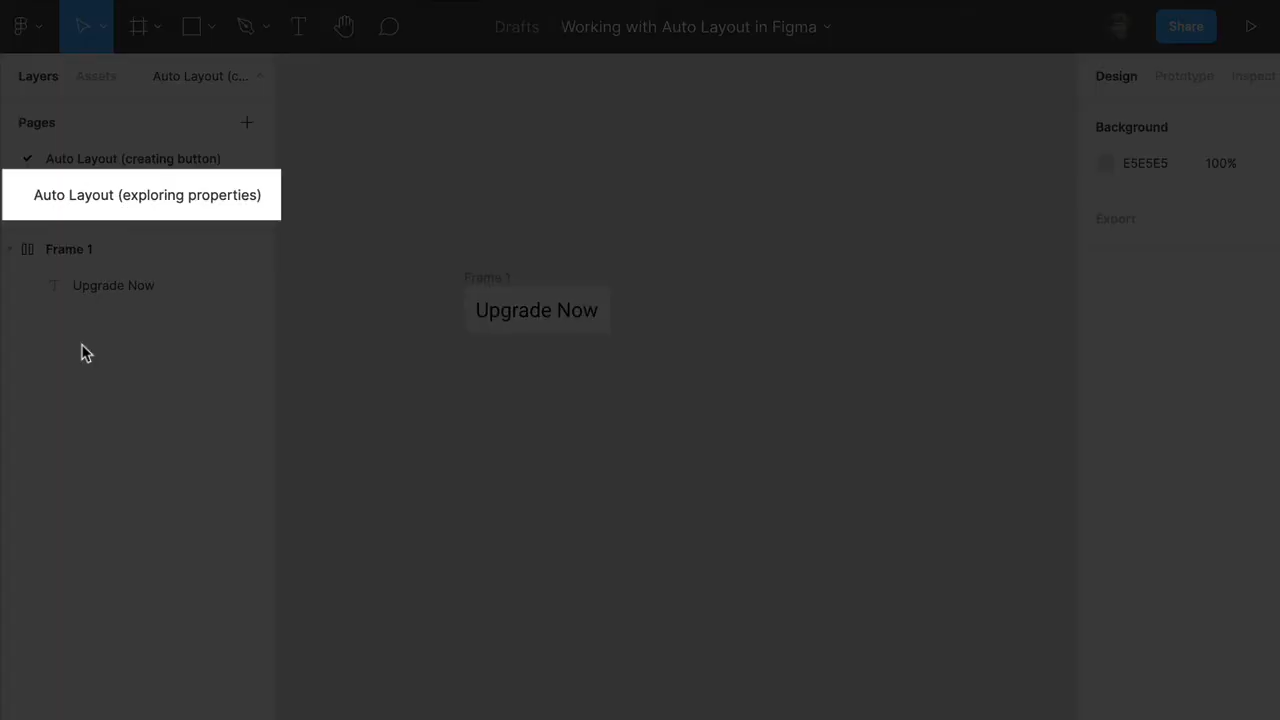 Drafts Working with Auto Layout in Figma
Share
Layers Assets Auto Layout (c...
Design Prototype Inspect
Pages
Background
Auto Layout (creating button)
E5E5E5 100%
Auto Layout (exploring properties)
Export
Frame 1
Upgrade Now
Frame 1
Upgrade Now